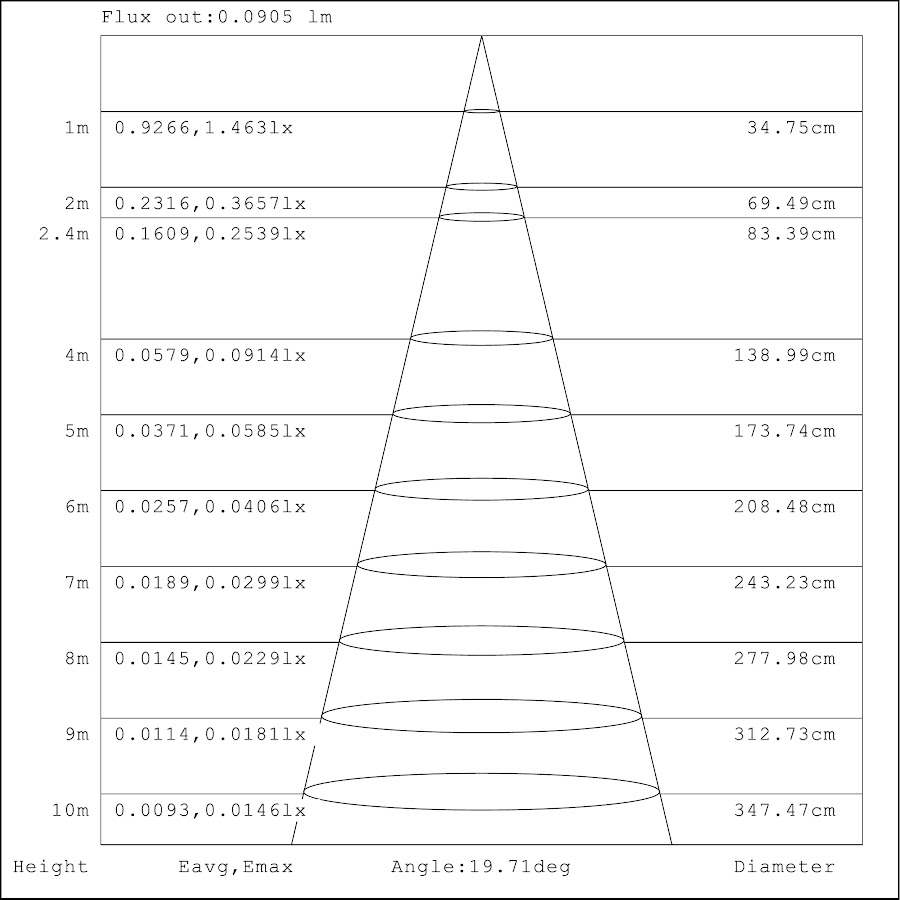 Flux out:0.0905 lm
1m 0.9266,1.463lx 34.75cm
2m 0.2316,0.3657lx 69.49cm
2.4m 0.1609,0.2539lx 83.39cm
4m 0.0579,0.0914lx 138.99cm
5m 0.0371,0.0585lx 173.74cm
6m 0.0257,0.0406lx 208.48cm
7m 0.0189,0.0299lx 243.23cm
8m 0.0145,0.0229lx 277.98cm
9m 0.0114,0.0181lx 312.73cm
10m 0.0093,0.0146lx 347.47cm
Height Eavg,Emax Angle:19.71deg Diameter